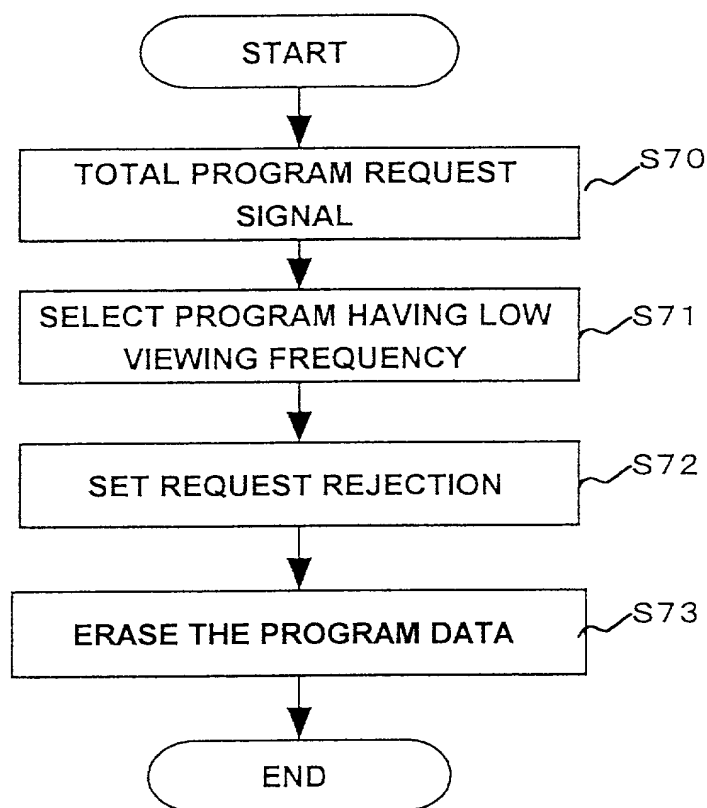 START
TOTAL PROGRAM REQUEST
SIGNAL
S70
SELECT PROGRAM HAVING LOW
VIEWING FREQUENCY
S71
SET REQUEST REJECTION
S72
ERASE THE PROGRAM DATA
S73
END